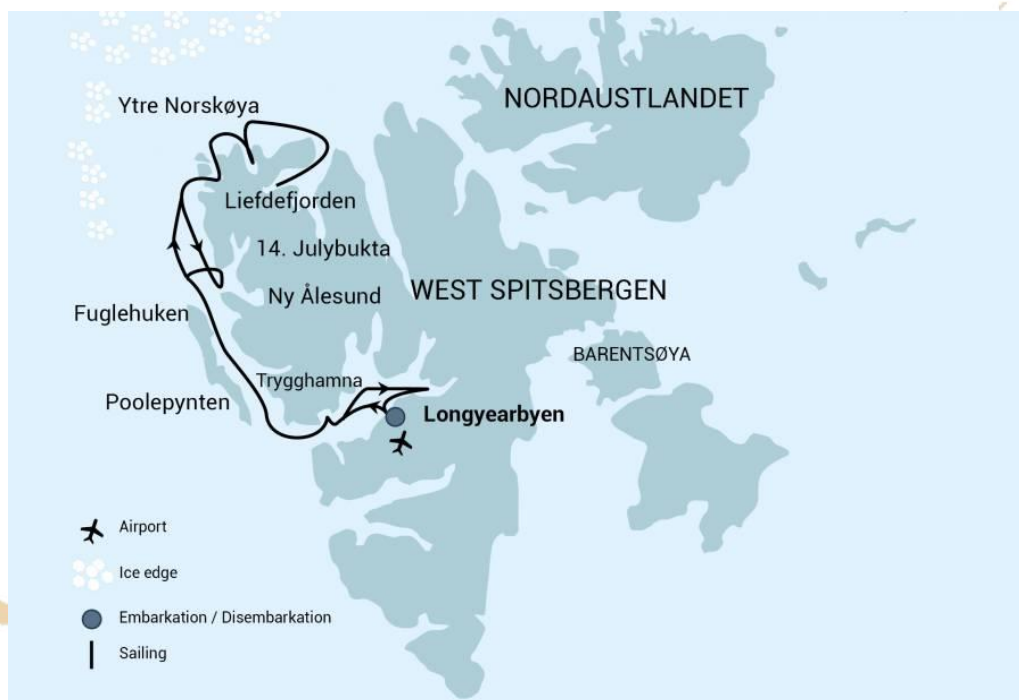 NORDAUSTLANDET
Ytre Norskøya
Liefdefjorden
14. Julybukta
Ny Ålesund
WEST SPITSBERGEN
Fuglehuken
BARENTSØYA
Trygghamna
Poolepynten
Longyearbyen
Airport
Ice edge
Embarkation / Disembarkation
Sailing